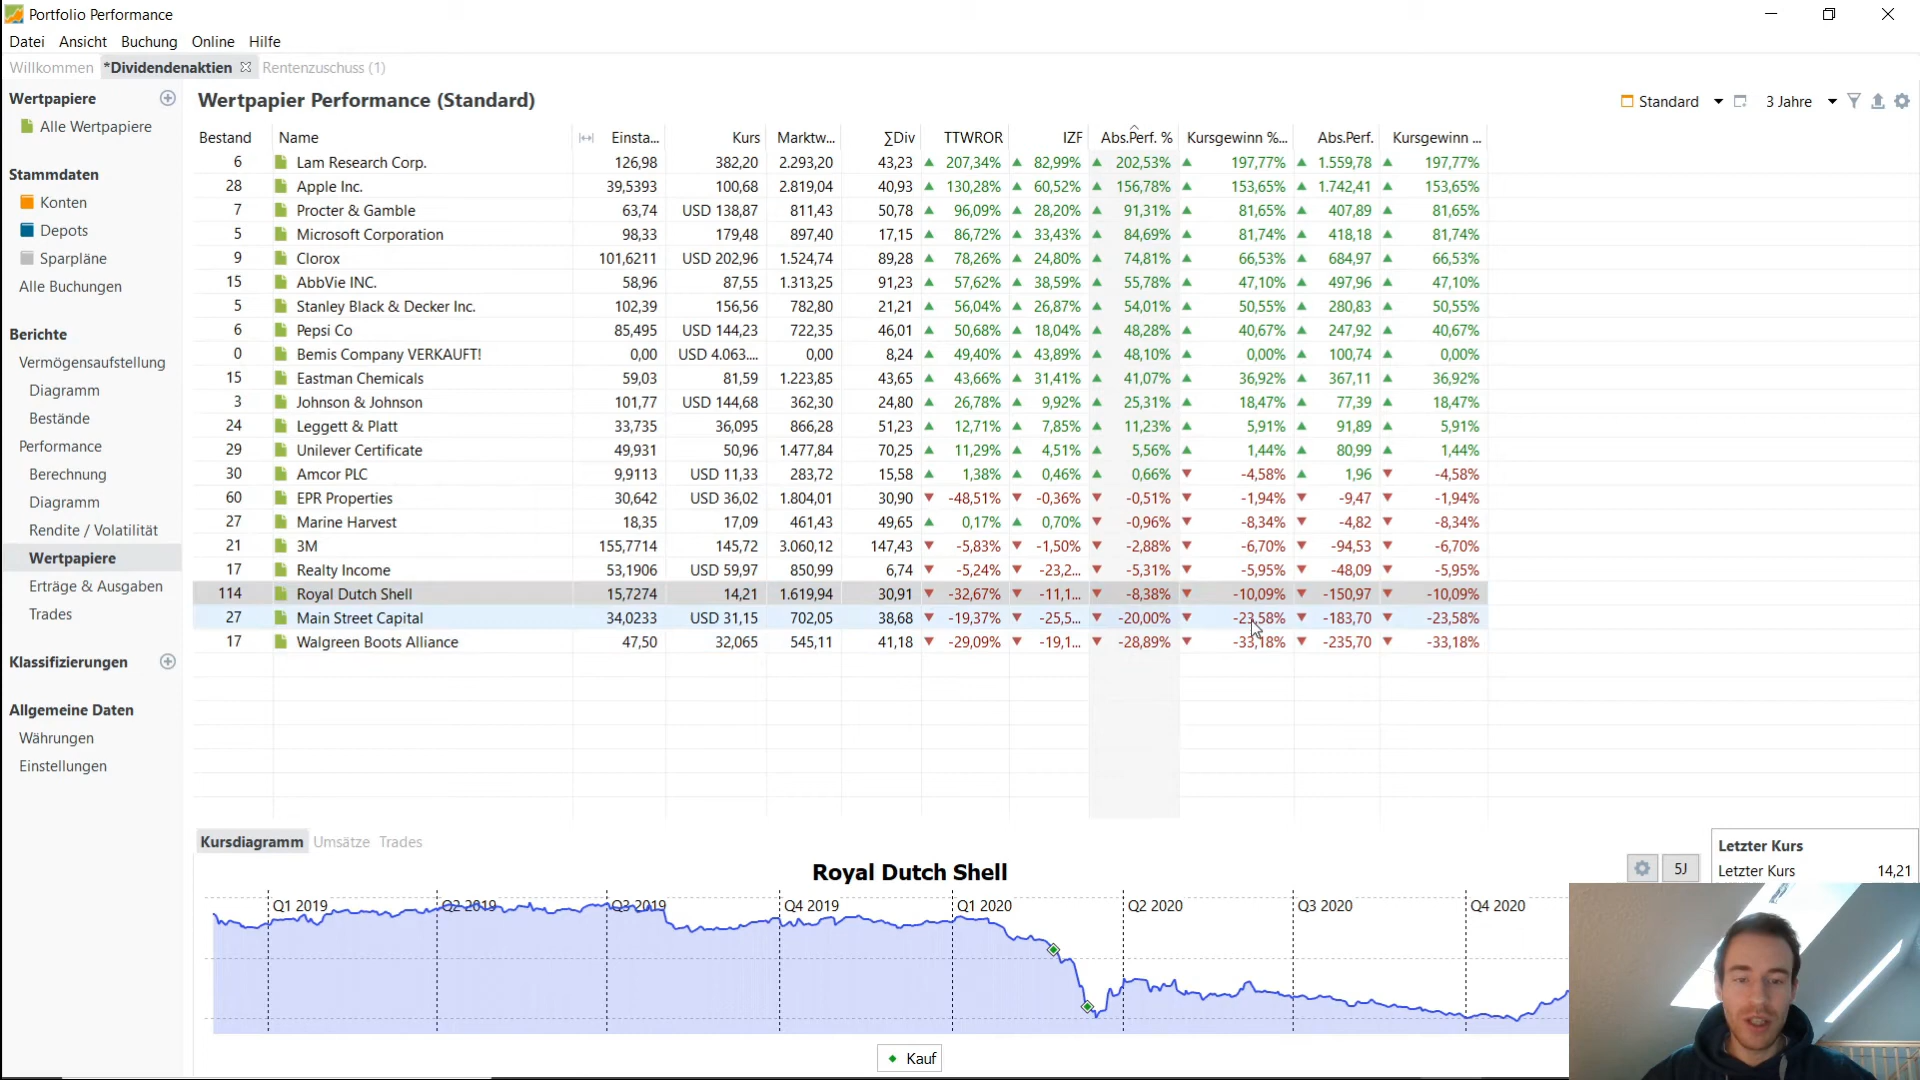 Portfolio Performance
Datei Ansicht Buchung Online Hilfe
Willkommen *Dividendenaktien Rentenzuschuss (1)
Wertpapiere
Alle Wertpapiere
Stammdaten
Konten
Depots
Sparpläne
Alle Buchungen
Berichte
Vermögensaufstellung
Diagramm
Bestände
Performance
Berechnung
Diagramm
Rendite / Volatilität
Wertpapiere
Erträge & Ausgaben
Trades
Klassifizierungen
Allgemeine Daten
Währungen
Einstellungen
Wertpapier Performance (Standard)
Standard 3 Jahre
Bestand Name Einsta... Kurs Marktw... ∑Div TTWROR IZF Abs.Perf. % Kursgewinn %... Abs.Perf. Kursgewinn ...
6 Lam Research Corp. 126,98 382,20 2.293,20 43,23 207,34% 82,99% 202,53% 197,77% 1.559,78 197,77%
28 Apple Inc. 39,5393 100,68 2.819,04 40,93 130,28% 60,52% 156,78% 153,65% 1.742,41 153,65%
7 Procter & Gamble 63,74 USD 138,87 811,43 50,78 96,09% 28,20% 91,31% 81,65% 407,89 81,65%
5 Microsoft Corporation 98,33 179,48 897,40 17,15 86,72% 33,43% 84,69% 81,74% 418,18 81,74%
9 Clorox 101,6211 USD 202,96 1.524,74 89,28 78,26% 24,80% 74,81% 66,53% 684,97 66,53%
15 AbbVie INC. 58,96 87,55 1.313,25 91,23 57,62% 38,59% 55,78% 47,10% 497,96 47,10%
5 Stanley Black & Decker Inc. 102,39 156,56 782,80 21,21 56,04% 26,87% 54,01% 50,55% 280,83 50,55%
6 Pepsi Co 85,495 USD 144,23 722,35 46,01 50,68% 18,04% 48,28% 40,67% 247,92 40,67%
0 Bemis Company VERKAUFT! 0,00 USD 4.063.... 0,00 8,24 49,40% 43,89% 48,10% 0,00% 100,74 0,00%
15 Eastman Chemicals 59,03 81,59 1.223,85 43,65 43,66% 31,41% 41,07% 36,92% 367,11 36,92%
3 Johnson & Johnson 101,77 USD 144,68 362,30 24,80 26,78% 9,92% 25,31% 18,47% 77,39 18,47%
24 Leggett & Platt 33,735 36,095 866,28 51,23 12,71% 7,85% 11,23% 5,91% 91,89 5,91%
29 Unilever Certificate 49,931 50,96 1.477,84 70,25 11,29% 4,51% 5,56% 1,44% 80,99 1,44%
30 Amcor PLC 9,9113 USD 11,33 283,72 15,58 1,38% 0,46% 0,66% -4,58% 1,96 -4,58%
60 EPR Properties 30,642 USD 36,02 1.804,01 30,90 -48,51% -0,36% -0,51% -1,94% -9,47 -1,94%
27 Marine Harvest 18,35 17,09 461,43 49,65 0,17% 0,70% -0,96% -8,34% -4,82 -8,34%
21 3M 155,7714 145,72 3.060,12 147,43 -5,83% -1,50% -2,88% -6,70% -94,53 -6,70%
17 Realty Income 53,1906 USD 59,97 850,99 6,74 -5,24% -23,2... -5,31% -5,95% -48,09 -5,95%
114 Royal Dutch Shell 15,7274 14,21 1.619,94 30,91 -32,67% -11,1... -8,38% -10,09% -150,97 -10,09%
27 Main Street Capital 34,0233 USD 31,15 702,05 38,68 -19,37% -25,5... -20,00% -23,58% -183,70 -23,58%
17 Walgreen Boots Alliance 47,50 32,065 545,11 41,18 -29,09% -19,1... -28,89% -33,18% -235,70 -33,18%
Kursdiagramm Umsätze Trades
Royal Dutch Shell
5J
Letzter Kurs
Letzter Kurs 14,21
Q1 2019 Q2 2019 Q3 2019 Q4 2019 Q1 2020 Q2 2020 Q3 2020 Q4 2020
Kauf